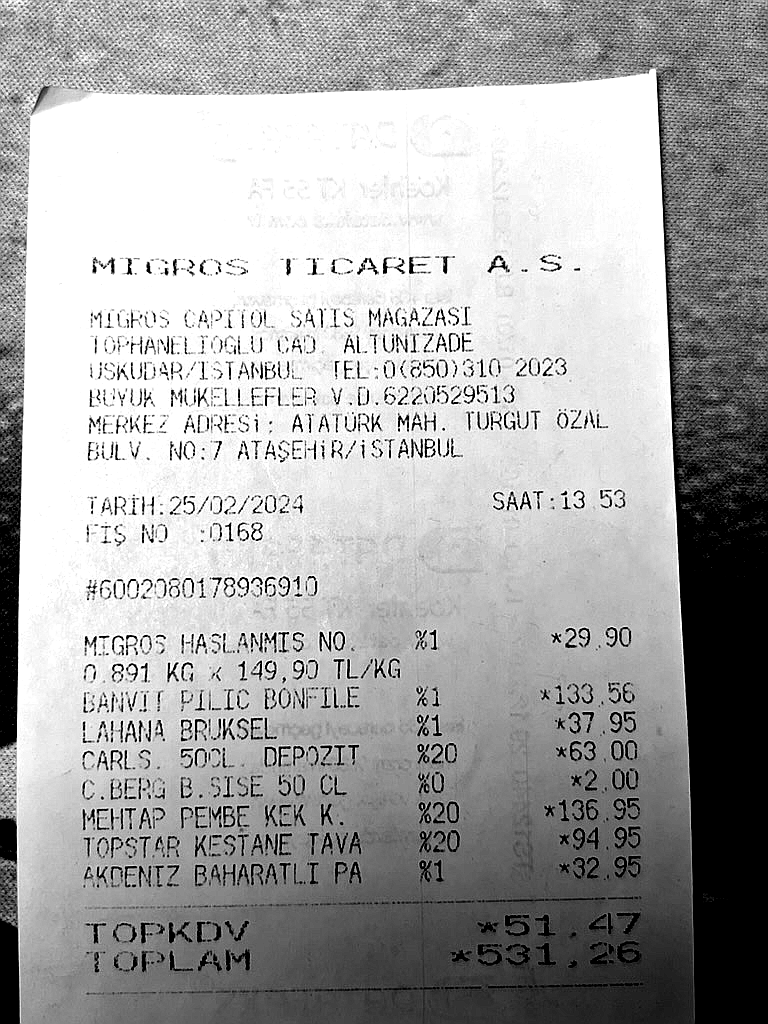 MIGROS TICARET A.S.
MIGROS CAPITOL SATIS MAGAZASI
TOPHANELIOGLU CAD. ALTUNIZADE
USKUDAR/ISTANBUL TEL:0(850)310 2023
BUYUK MUKELLEFLER V.D.6220529513
MERKEZ ADRESİ: ATATÜRK MAH. TURGUT ÖZAL
BULV. NO:7 ATAŞEHİR/İSTANBUL
TARİH:25/02/2024 SAAT:13.53
FİŞ NO :0168
#6002080178936910
MIGROS HASLANMIS NO. %1 *29.90
0.891 KG x 149,90 TL/KG
BANVIT PILIC BONFILE %1 *133.56
LAHANA BRUKSEL %1 *37.95
CARLS. 50CL. DEPOZIT %20 *63.00
C.BERG B.SISE 50 CL %0 *2.00
MEHTAP PEMBE KEK K. %20 *136.95
TOPSTAR KESTANE TAVA %20 *94.95
AKDENIZ BAHARATLI PA %1 *32.95
TOPKDV *51,47
TOPLAM *531,26